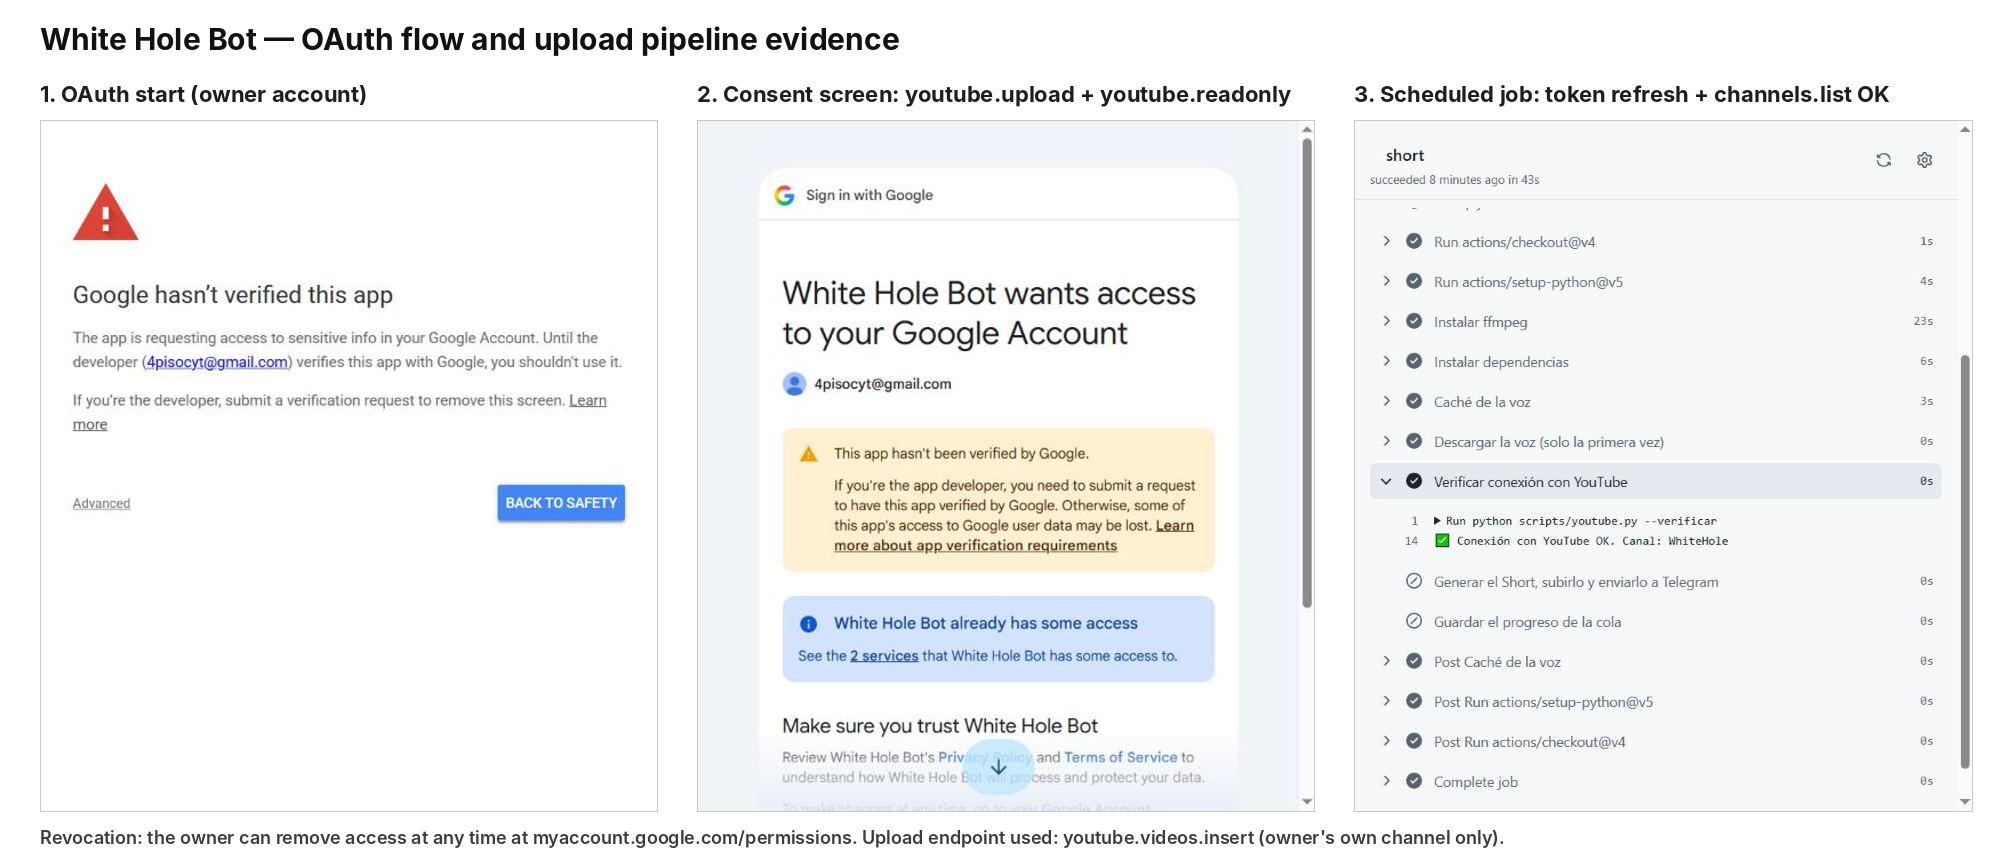 White Hole Bot — OAuth flow and upload pipeline evidence
1. OAuth start (owner account)
Google hasn't verified this app
The app is requesting access to sensitive info in your Google Account. Until the
developer (4pisocyt@gmail.com) verifies this app with Google, you shouldn't use it.
If you're the developer, submit a verification request to remove this screen. Learn
more
Advanced
BACK TO SAFETY
2. Consent screen: youtube.upload + youtube.readonly
Sign in with Google
White Hole Bot wants access
to your Google Account
4pisocyt@gmail.com
This app hasn't been verified by Google.
If you're the app developer, you need to submit a request
to have this app verified by Google. Otherwise, some of
this app's access to Google user data may be lost. Learn
more about app verification requirements
White Hole Bot already has some access
See the 2 services that White Hole Bot has some access to.
Make sure you trust White Hole Bot
Review White Hole Bot's Privacy Policy and Terms of Service to
understand how White Hole Bot will process and protect your data.
To make changes at any time, go to your Google Account
3. Scheduled job: token refresh + channels.list OK
short
succeeded 8 minutes ago in 43s
Run actions/checkout@v4 1s
Run actions/setup-python@v5 4s
Instalar ffmpeg 23s
Instalar dependencias 6s
Caché de la voz 3s
Descargar la voz (solo la primera vez) 0s
Verificar conexión con YouTube 0s
1 Run python scripts/youtube.py --verificar
14 ✅ Conexión con YouTube OK. Canal: WhiteHole
Generar el Short, subirlo y enviarlo a Telegram 0s
Guardar el progreso de la cola 0s
Post Caché de la voz 0s
Post Run actions/setup-python@v5 0s
Post Run actions/checkout@v4 0s
Complete job 0s
Revocation: the owner can remove access at any time at myaccount.google.com/permissions. Upload endpoint used: youtube.videos.insert (owner's own channel only).